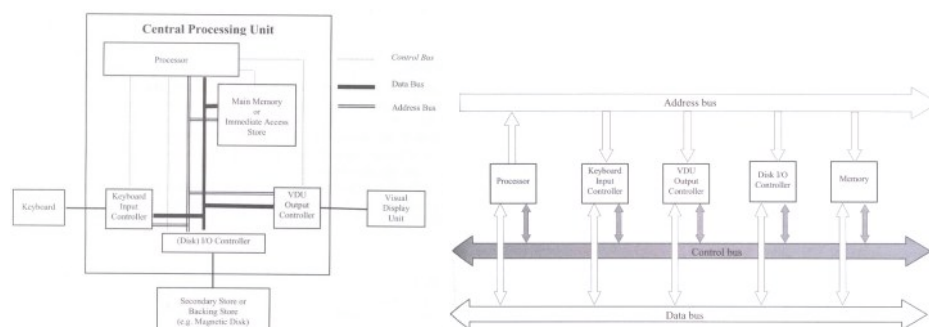 Central Processing Unit
Processor
Control Bus
Data Bus
Address Bus
Main Memory
or
Immediate Access
Store
Keyboard
Keyboard
Input
Controller
VDU
Output
Controller
Visual
Display
Unit
(Disk) I/O Controller
Secondary Store or
Backing Store
(e.g. Magnetic Disk)
Address bus
Processor
Keyboard
Input
Controller
VDU
Output
Controller
Disk I/O
Controller
Memory
Control bus
Data bus